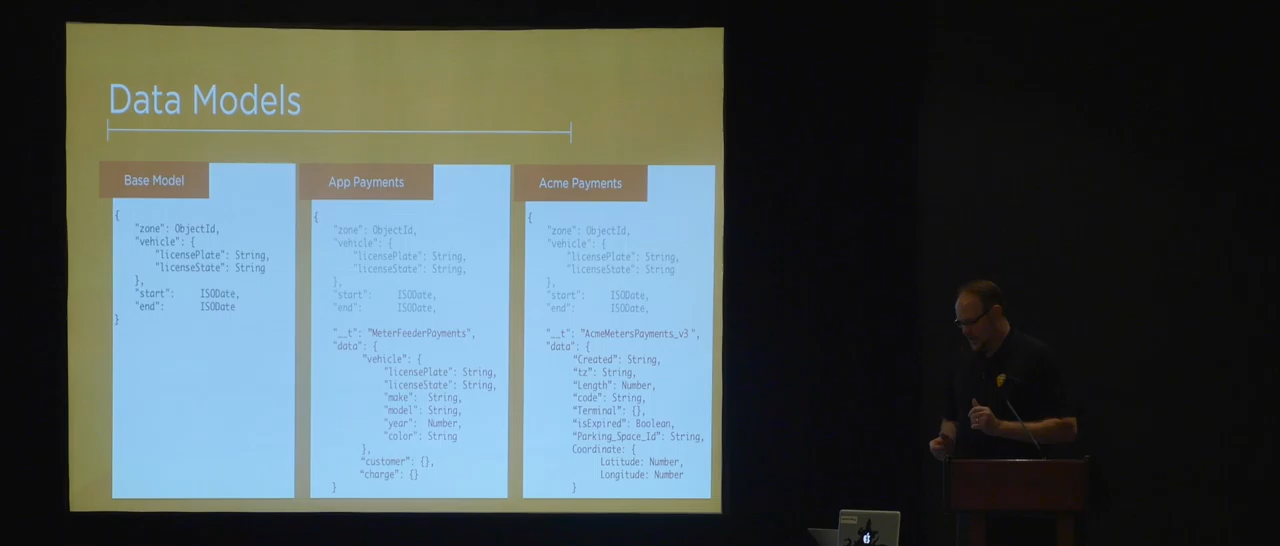 Data Models
Base Model
{
"zone": ObjectId,
"vehicle": {
"licensePlate": String,
"licenseState": String
},
"start": ISODate,
"end": ISODate
}
App Payments
{
"zone": ObjectId,
"vehicle": {
"licensePlate": String,
"licenseState": String,
},
"start": ISODate,
"end": ISODate,
"__t": "MeterFeederPayments",
"data": {
"vehicle": {
"licensePlate": String,
"licenseState": String,
"make": String,
"model": String,
"year": Number,
"color": String
},
"customer": {},
"charge": {}
}
Acme Payments
{
"zone": ObjectId,
"vehicle": {
"licensePlate": String,
"licenseState": String
},
"start": ISODate,
"end": ISODate,
"__t": "AcmeMetersPayments_v3 ",
"data": {
"Created": String,
"tz": String,
"Length": Number,
"code": String,
"Terminal": {},
"isExpired": Boolean,
"Parking_Space_Id": String,
Coordinate: {
Latitude: Number,
Longitude: Number
}